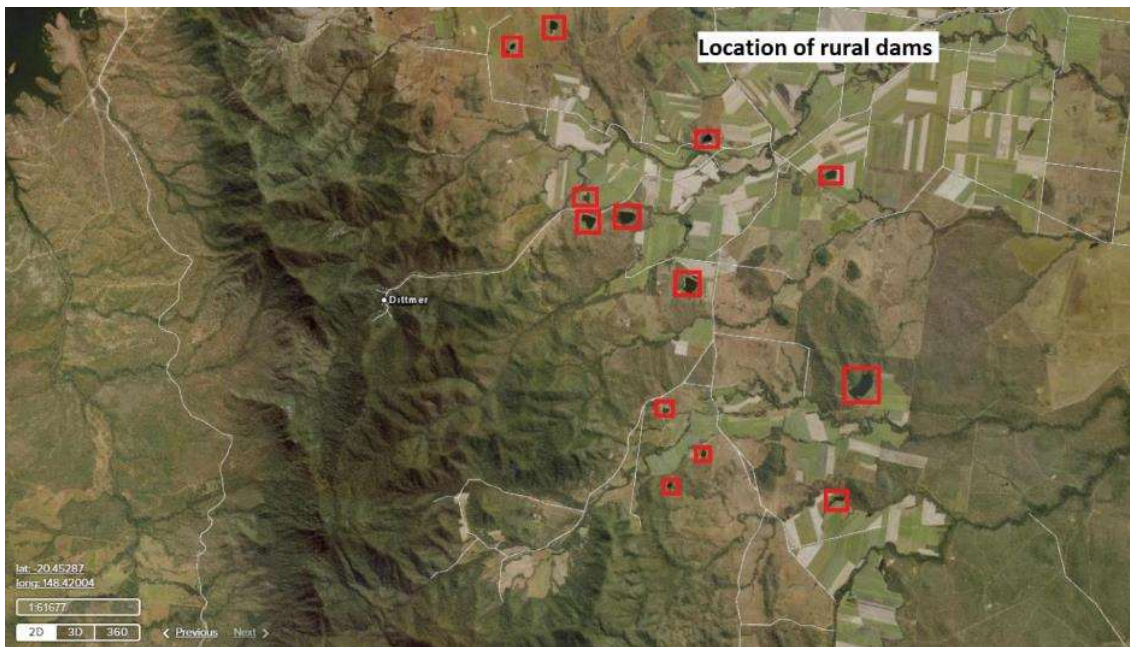 Location of rural dams
Dittmer
lat: -20.45287
long: 148.42004
1:61677
2D 3D 360 < Previous Next >